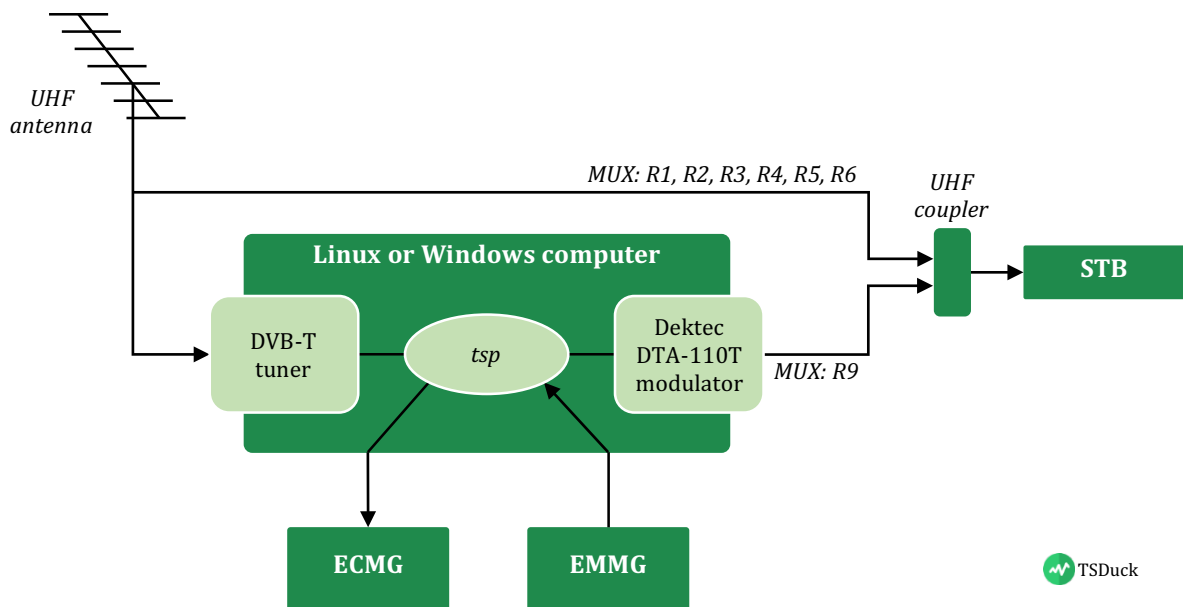 UHF
antenna
MUX: R1, R2, R3, R4, R5, R6
UHF
coupler
Linux or Windows computer
STB
DVB-T
tuner
tsp
Dektec
DTA-110T
modulator
MUX: R9
ECMG
EMMG
TSDuck